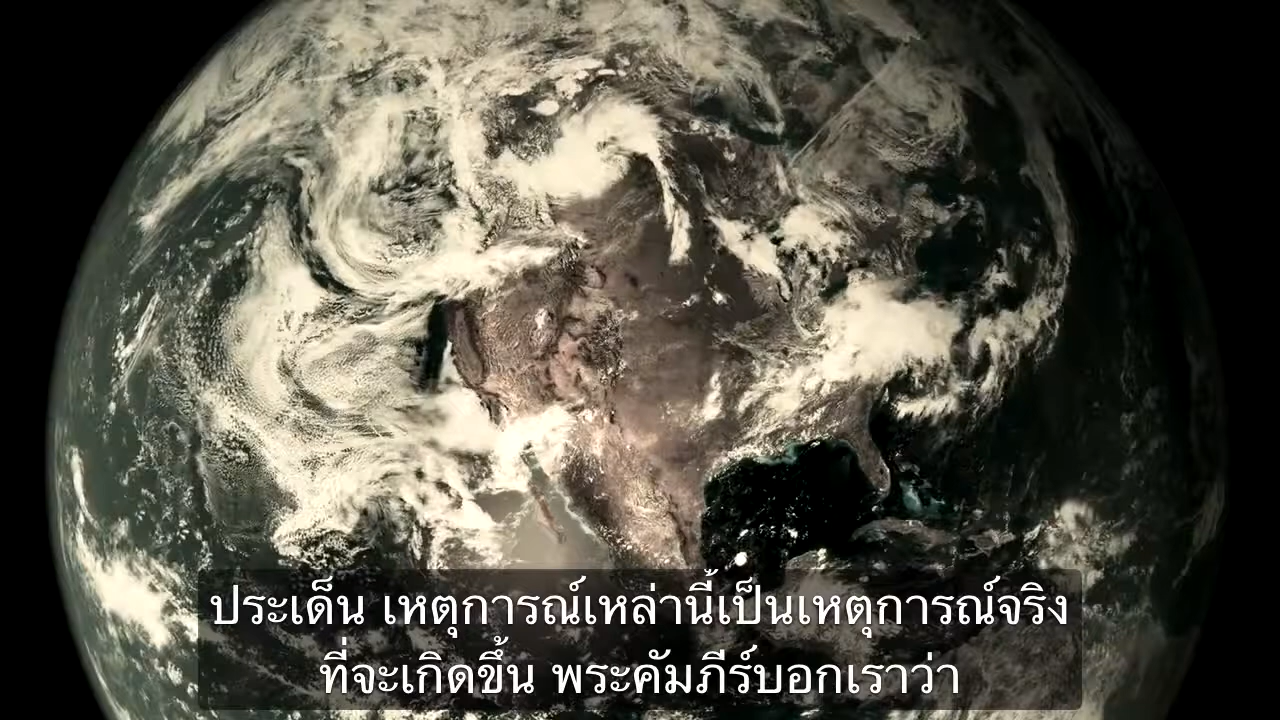 ประเด็น เหตุการณ์เหล่านี้เป็นเหตุการณ์จริง
ที่จะเกิดขึ้น พระคัมภีร์บอกเราว่า